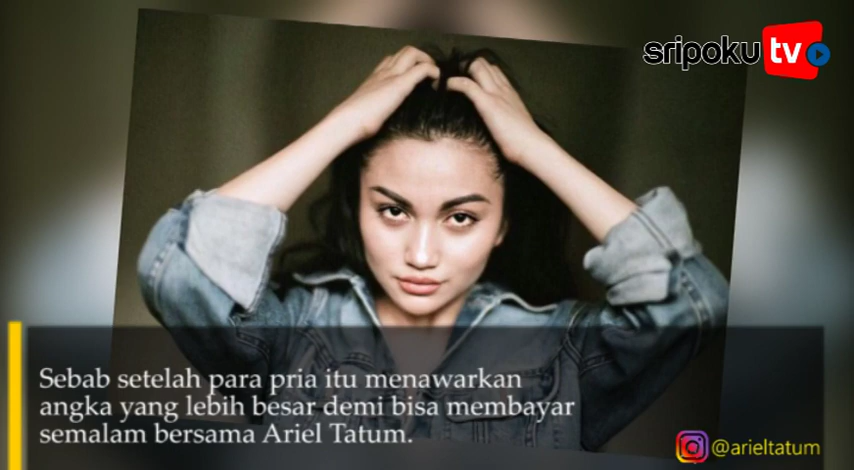 sripoku tv
Sebab setelah para pria itu menawarkan
angka yang lebih besar demi bisa membayar
semalam bersama Ariel Tatum.
@arieltatum